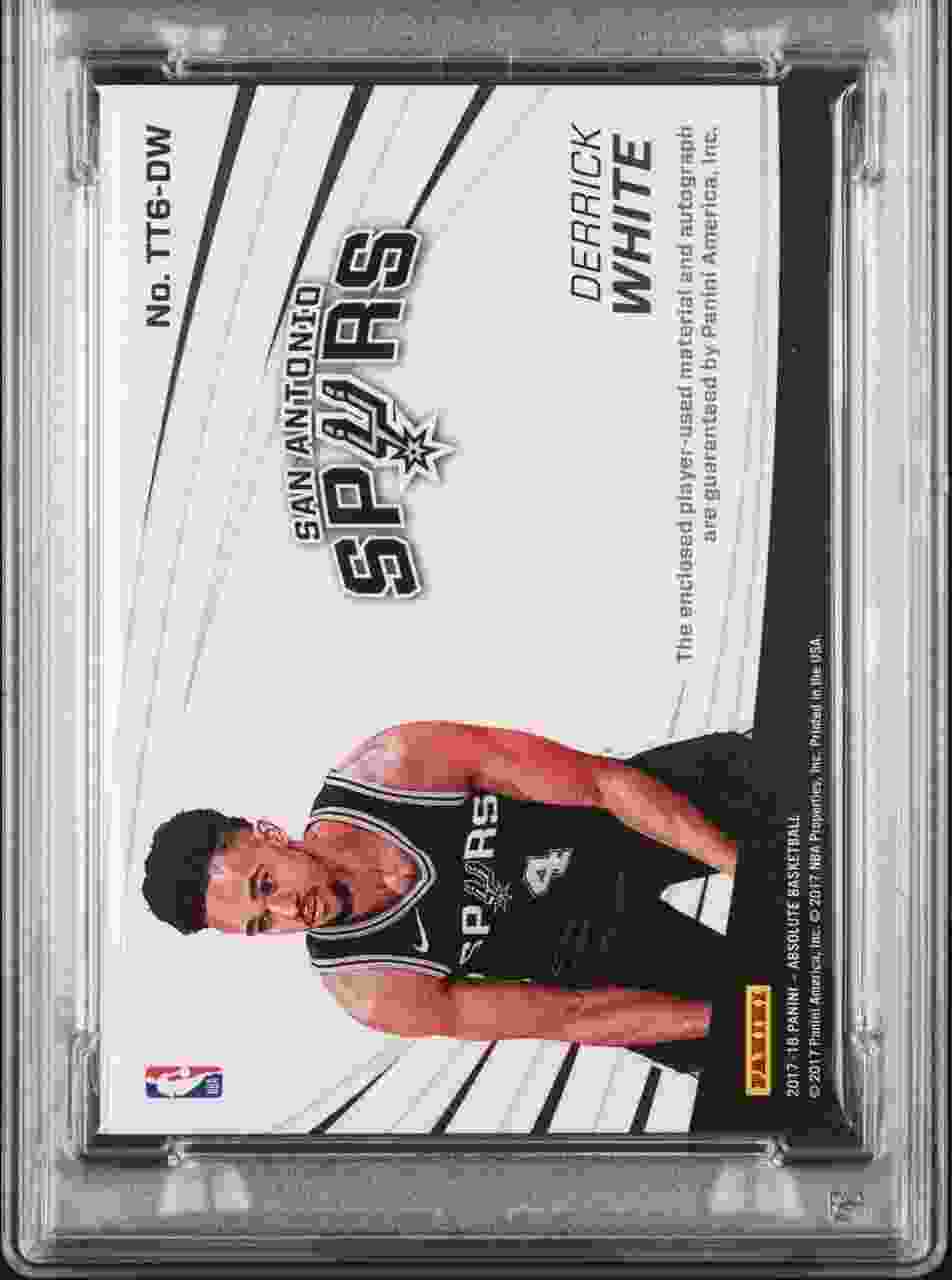 No. TT6-DW
SAN ANTONIO
SPURS
DERRICK
WHITE
The enclosed player-used material and autograph
are guaranteed by Panini America, Inc.
SPURS
4
NBA
PANINI
2017-18 PANINI - ABSOLUTE BASKETBALL
© 2017 Panini America, Inc. © 2017 NBA Properties, Inc. Printed in the USA.